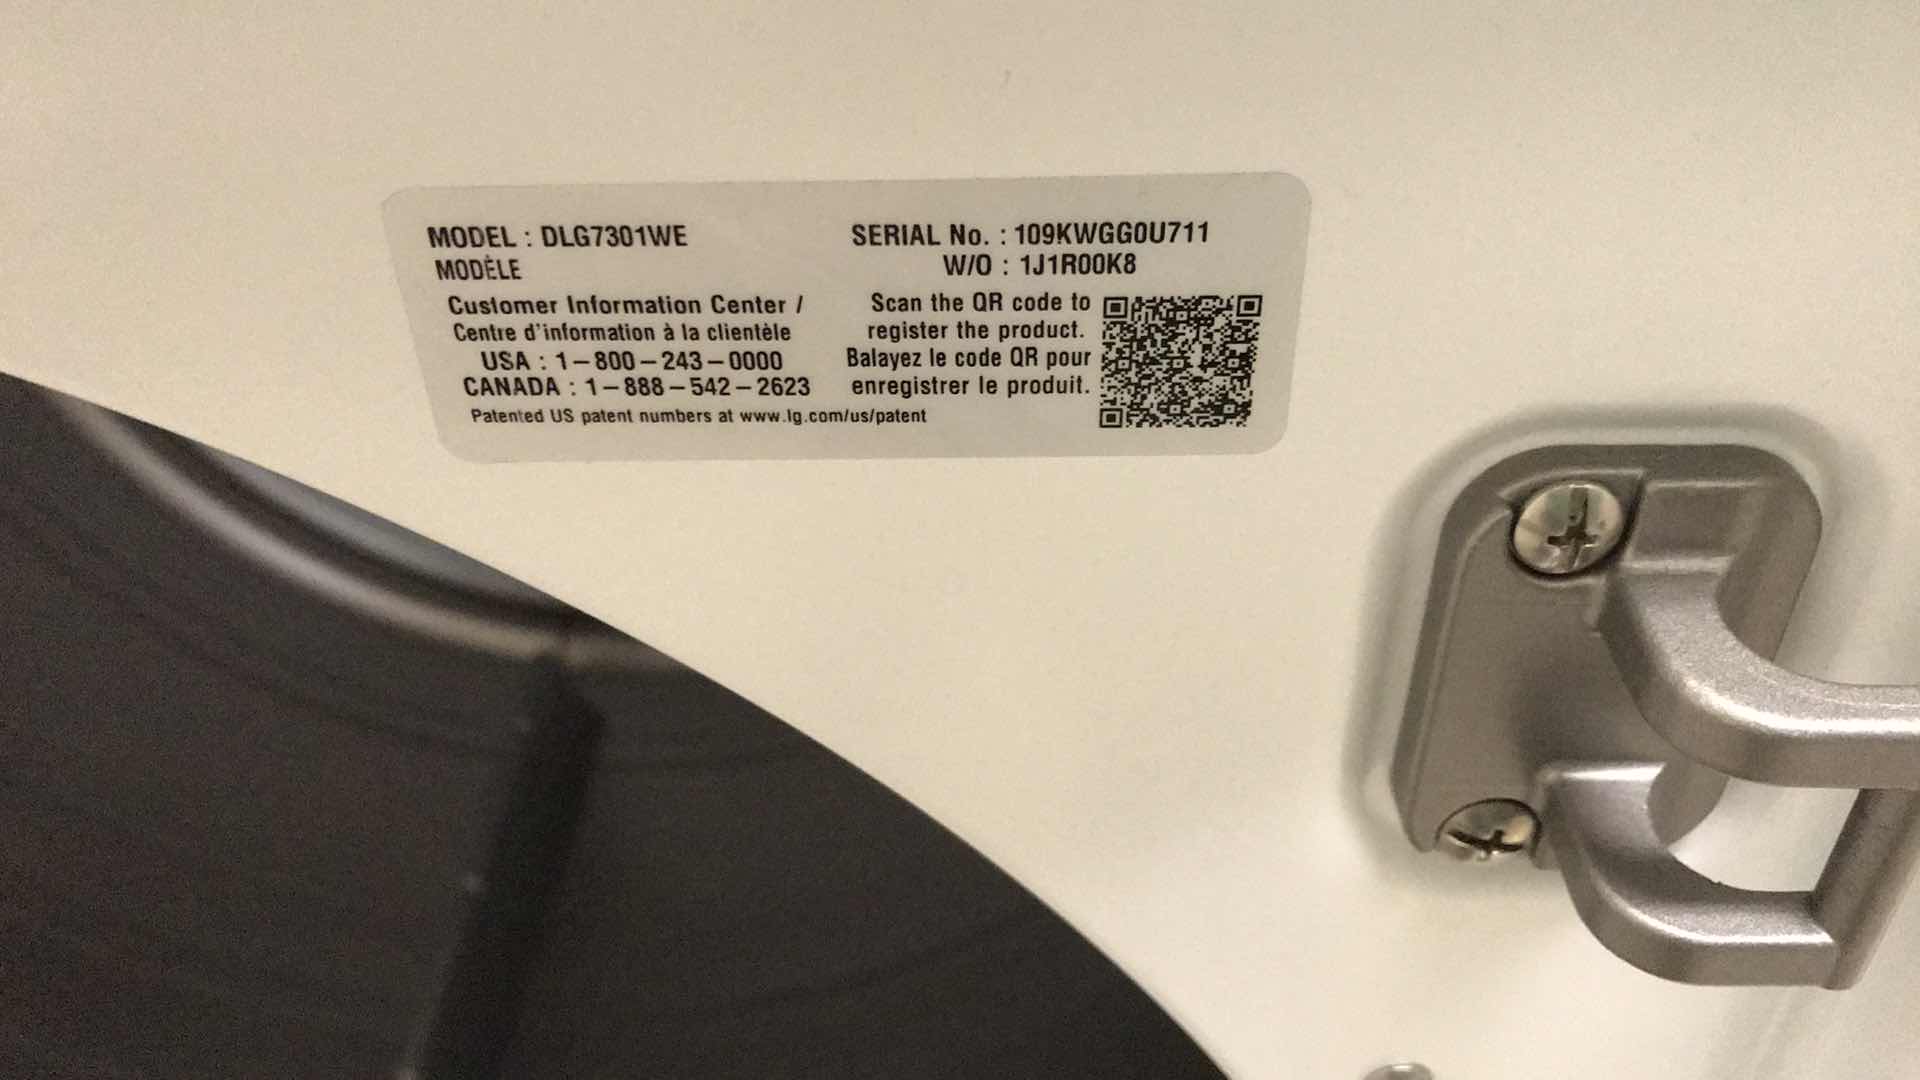 MODEL : DLG7301WE
MODÈLE
SERIAL No. : 109KWGG0U711
W/O : 1J1R00K8
Customer Information Center /
Centre d'information à la clientèle
USA : 1-800-243-0000
CANADA : 1-888-542-2623
Patented US patent numbers at www.lg.com/us/patent
Scan the QR code to
register the product.
Balayez le code QR pour
enregistrer le produit.